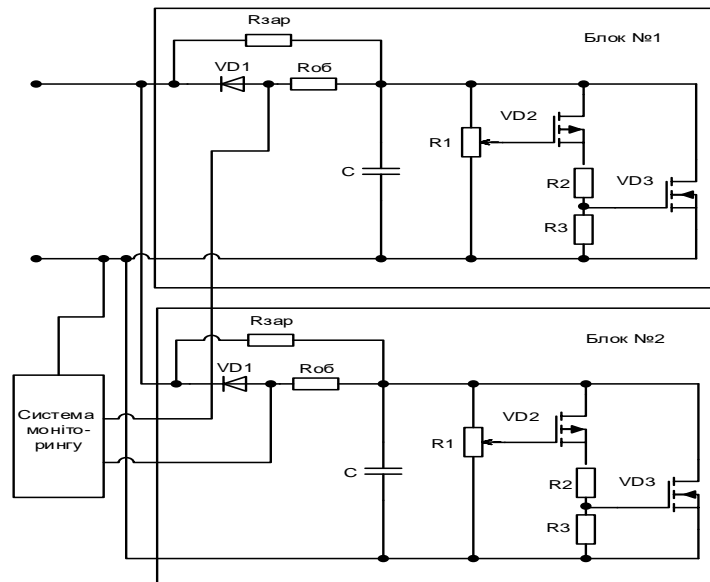 Rзар
Блок №1
VD1
Rоб
VD2
R1
C
R2
VD3
R3
Rзар
Блок №2
VD1
Rоб
Система
моніто-
рингу
VD2
R1
C
R2
VD3
R3